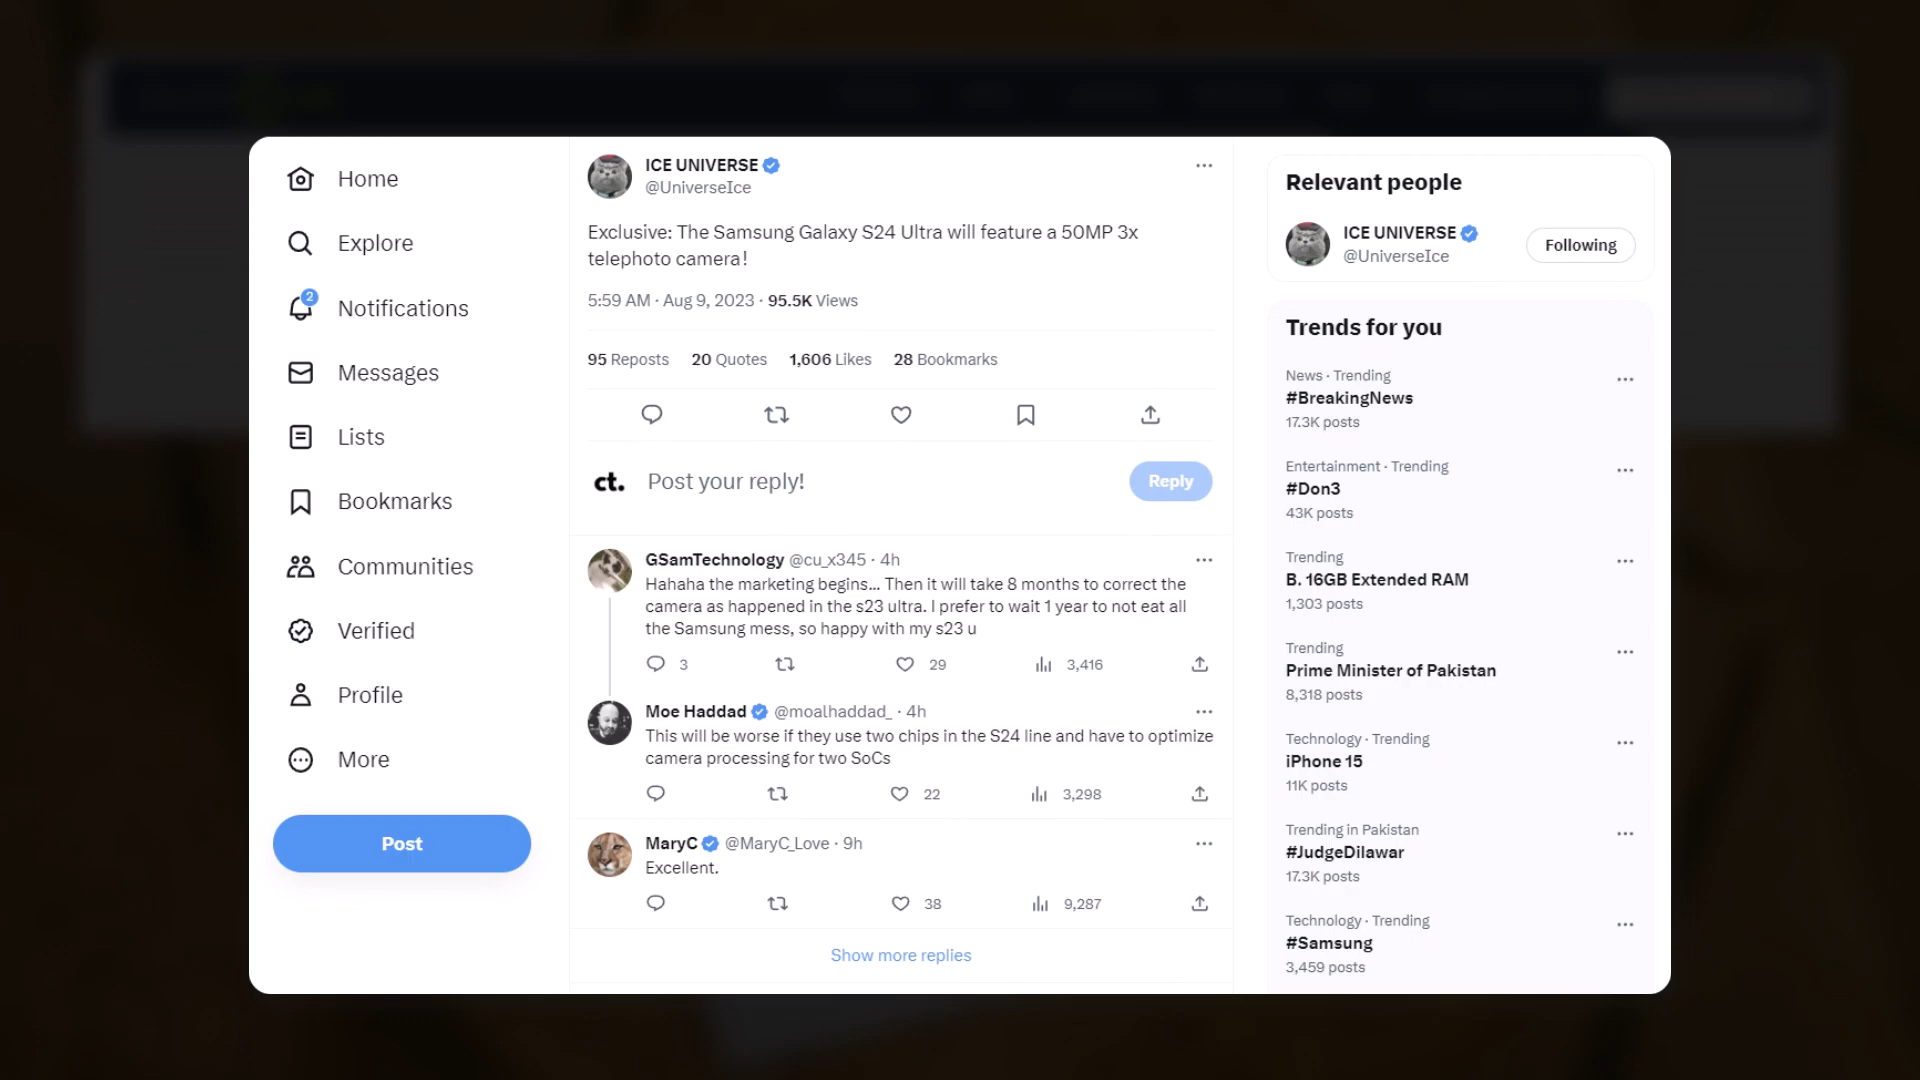 Home
Explore
2
Notifications
Messages
Lists
Bookmarks
Communities
Verified
Profile
More
Post
ICE UNIVERSE
@UniverseIce
Exclusive: The Samsung Galaxy S24 Ultra will feature a 50MP 3x
telephoto camera!
5:59 AM · Aug 9, 2023 · 95.5K Views
95 Reposts 20 Quotes 1,606 Likes 28 Bookmarks
ct. Post your reply! Reply
GSamTechnology @cu_x345 · 4h
Hahaha the marketing begins... Then it will take 8 months to correct the
camera as happened in the s23 ultra. I prefer to wait 1 year to not eat all
the Samsung mess, so happy with my s23 u
3 29 3,416
Moe Haddad @moalhaddad_ · 4h
This will be worse if they use two chips in the S24 line and have to optimize
camera processing for two SoCs
22 3,298
MaryC @MaryC_Love · 9h
Excellent.
38 9,287
Show more replies
Relevant people
ICE UNIVERSE
@UniverseIce
Following
Trends for you
News · Trending
#BreakingNews
17.3K posts
Entertainment · Trending
#Don3
43K posts
Trending
B. 16GB Extended RAM
1,303 posts
Trending
Prime Minister of Pakistan
8,318 posts
Technology · Trending
iPhone 15
11K posts
Trending in Pakistan
#JudgeDilawar
17.3K posts
Technology · Trending
#Samsung
3,459 posts